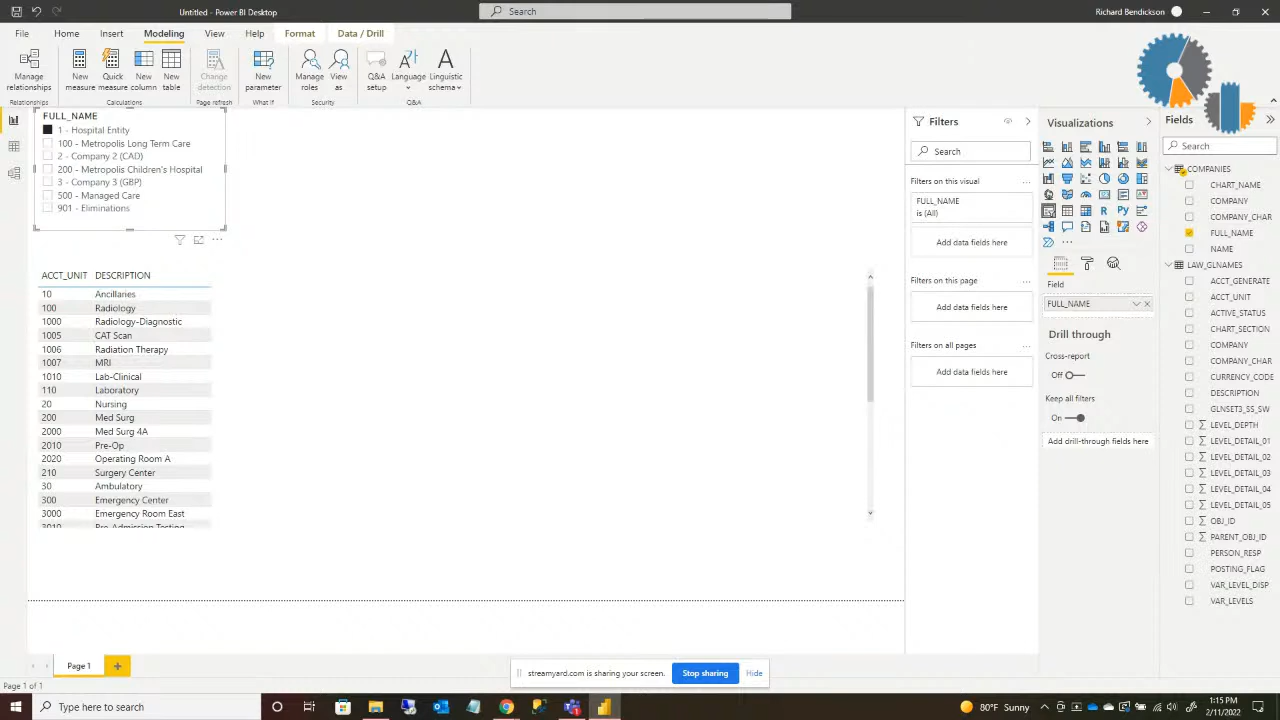 Untitled - Power BI Desktop
Search
Richard Bendickson
File
Home
Insert
Modeling
View
Help
Format
Data / Drill
Manage relationships
New measure
Quick measure
New column
New table
Change detection
New parameter
Manage roles
View as
Q&A setup
Language
Linguistic schema
Relationships
Calculations
Page refresh
What if
Security
Q&A
FULL_NAME
1 - Hospital Entity
100 - Metropolis Long Term Care
2 - Company 2 (CAD)
200 - Metropolis Children's Hospital
3 - Company 3 (GBP)
500 - Managed Care
901 - Eliminations
ACCT_UNIT DESCRIPTION
10 Ancillaries
100 Radiology
1000 Radiology-Diagnostic
1005 CAT Scan
1006 Radiation Therapy
1007 MRI
1010 Lab-Clinical
110 Laboratory
20 Nursing
200 Med Surg
2000 Med Surg 4A
2010 Pre-Op
2020 Operating Room A
210 Surgery Center
30 Ambulatory
300 Emergency Center
3000 Emergency Room East
3010 Pre-Admission Testing
Filters
Search
Filters on this visual
FULL_NAME
is (All)
Add data fields here
Filters on this page
Add data fields here
Filters on all pages
Add data fields here
Visualizations
R
Py
Field
FULL_NAME
Drill through
Cross-report
Off
Keep all filters
On
Add drill-through fields here
Fields
Search
COMPANIES
CHART_NAME
COMPANY
COMPANY_CHAR
FULL_NAME
NAME
LAW_GLNAMES
ACCT_GENERATE
ACCT_UNIT
ACTIVE_STATUS
CHART_SECTION
COMPANY
COMPANY_CHAR
CURRENCY_CODE
DESCRIPTION
GLNSET3_SS_SW
LEVEL_DEPTH
LEVEL_DETAIL_01
LEVEL_DETAIL_02
LEVEL_DETAIL_03
LEVEL_DETAIL_04
LEVEL_DETAIL_05
OBJ_ID
PARENT_OBJ_ID
PERSON_RESP
POSTING_FLAG
VAR_LEVEL_DISP
VAR_LEVELS
Page 1
Page 1 of 1
streamyard.com is sharing your screen.
Stop sharing
Hide
Type here to search
80°F Sunny
1:15 PM
2/11/2022